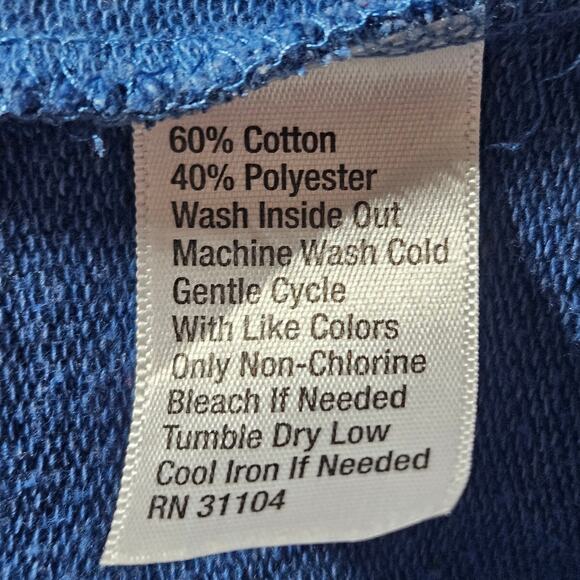 60% Cotton
40% Polyester
Wash Inside Out
Machine Wash Cold
Gentle Cycle
With Like Colors
Only Non-Chlorine
Bleach If Needed
Tumble Dry Low
Cool Iron If Needed
RN 31104